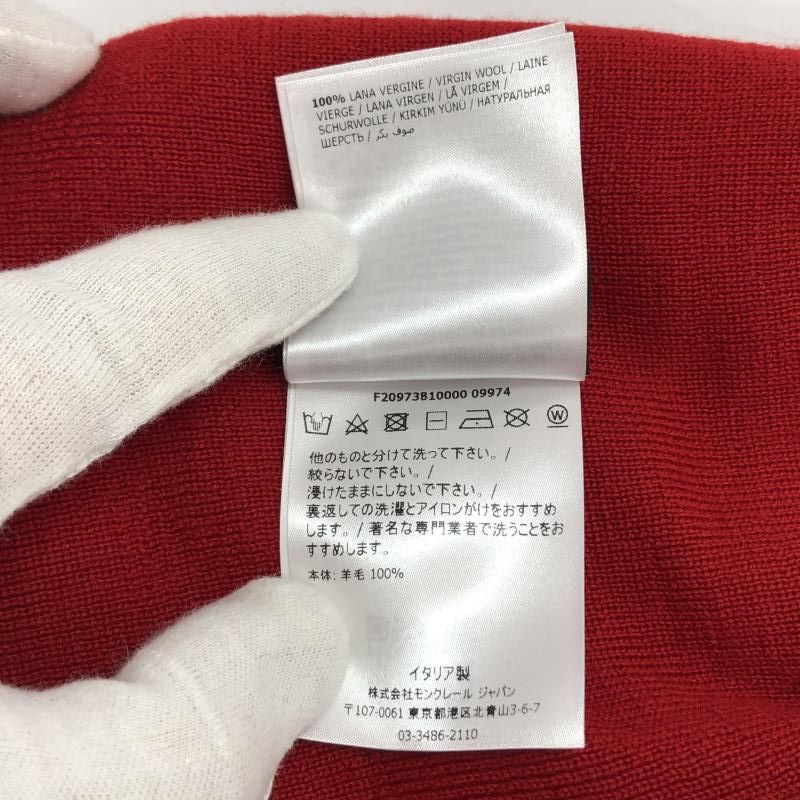 100% LANA VERGINE / VIRGIN WOOL / LAINE
VIERGE / LANA VIRGEN / LÃ VIRGEM /
SCHURWOLLE / KIRKIM YÜNÜ / НАТУРАЛЬНАЯ
ШЕРСТЬ / صوف بكر
F20973B10000 09974
W
他のものと分けて洗って下さい。/
絞らないで下さい。/
浸けたままにしないで下さい。/
裏返しての洗濯とアイロンがけをおすすめ
します。/ 著名な専門業者で洗うことをお
すすめします。
本体: 羊毛 100%
イタリア製
株式会社モンクレール ジャパン
〒107-0061 東京都港区北青山3-6-7
03-3486-2110